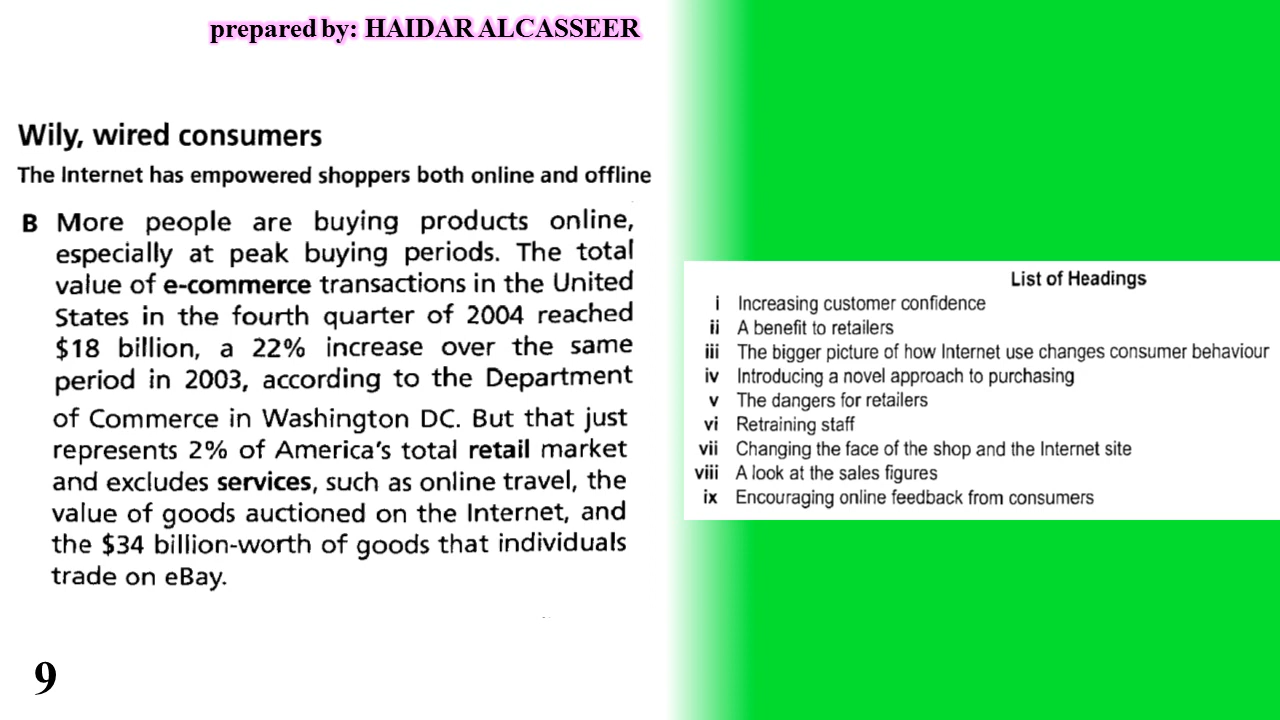 prepared by: HAIDAR ALCASSEER
Wily, wired consumers
The Internet has empowered shoppers both online and offline
B More people are buying products online,
especially at peak buying periods. The total
value of e-commerce transactions in the United
States in the fourth quarter of 2004 reached
$18 billion, a 22% increase over the same
period in 2003, according to the Department
of Commerce in Washington DC. But that just
represents 2% of America's total retail market
and excludes services, such as online travel, the
value of goods auctioned on the Internet, and
the $34 billion-worth of goods that individuals
trade on eBay.
List of Headings
i Increasing customer confidence
ii A benefit to retailers
iii The bigger picture of how Internet use changes consumer behaviour
iv Introducing a novel approach to purchasing
v The dangers for retailers
vi Retraining staff
vii Changing the face of the shop and the Internet site
viii A look at the sales figures
ix Encouraging online feedback from consumers
9